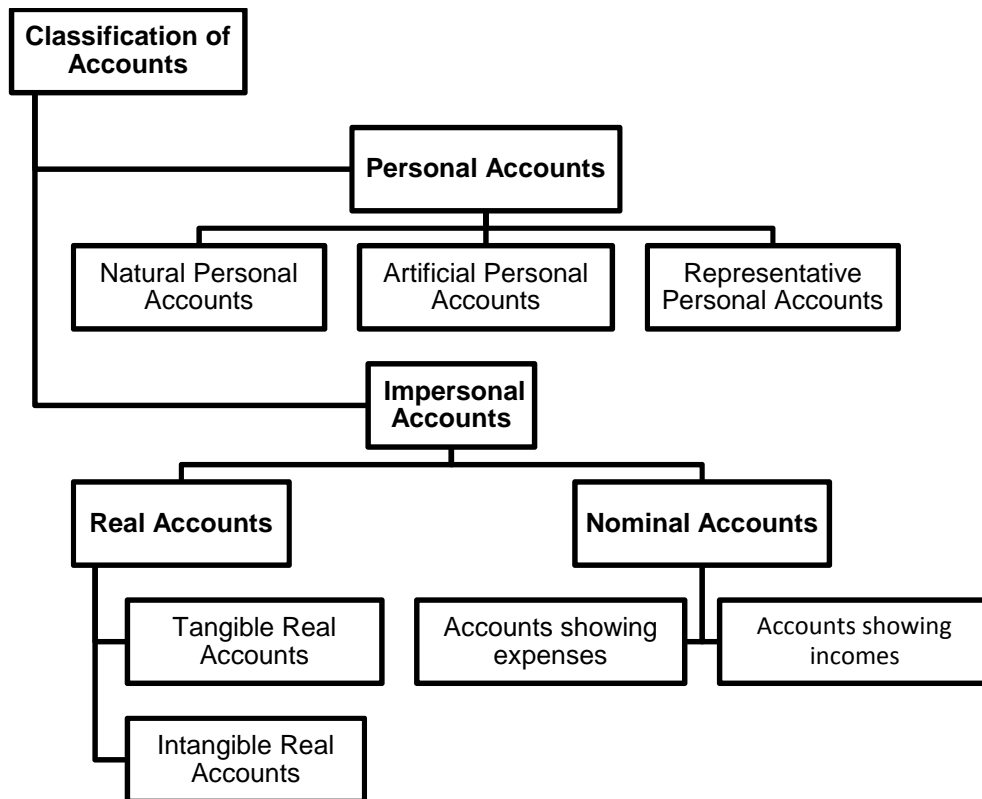 Classification of
Accounts
Personal Accounts
Natural Personal
Accounts
Artificial Personal
Accounts
Representative
Personal Accounts
Impersonal
Accounts
Real Accounts
Nominal Accounts
Tangible Real
Accounts
Accounts showing
expenses
Accounts showing
incomes
Intangible Real
Accounts